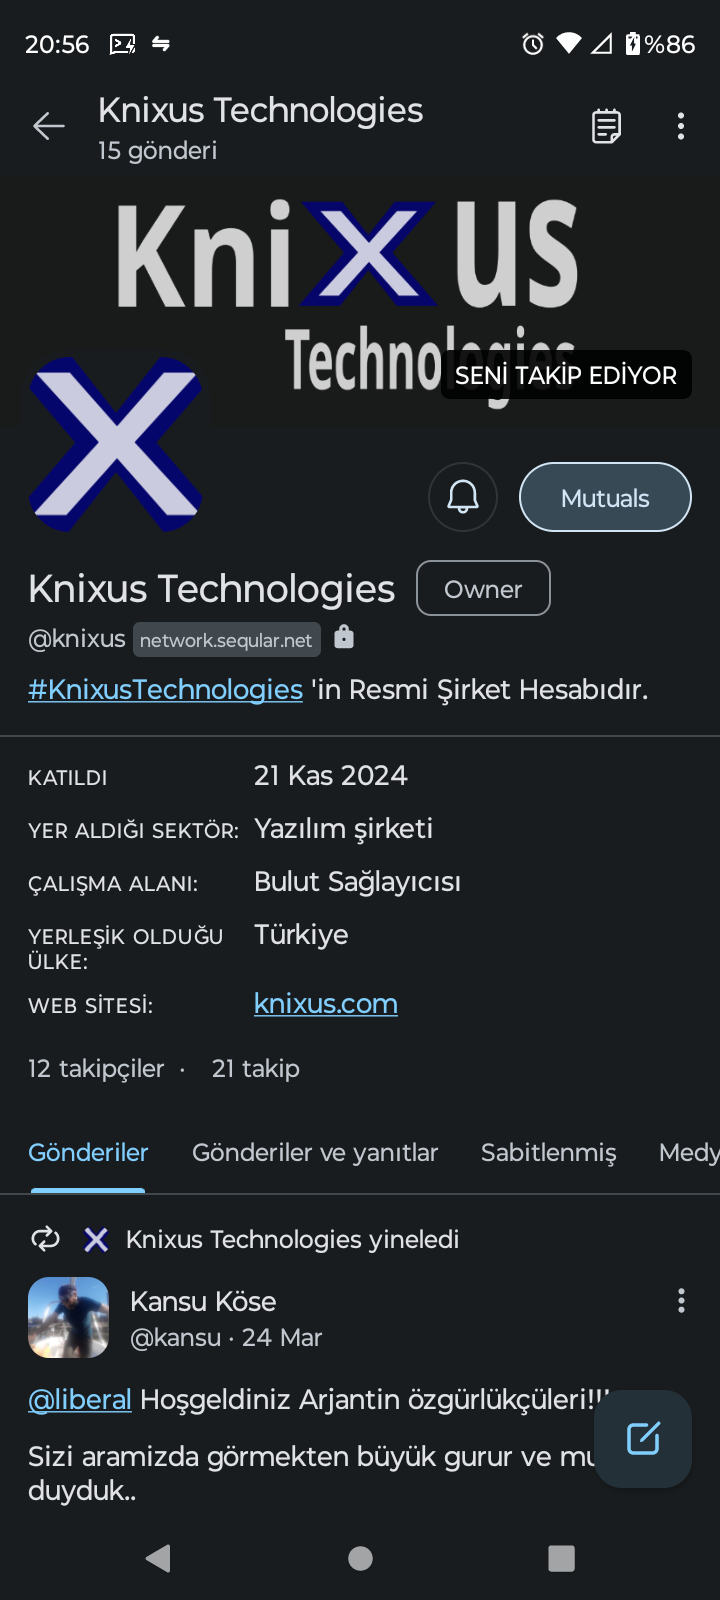 20:56
%86
Knixus Technologies
15 gönderi
KniXUS
Technologies
SENİ TAKİP EDİYOR
Mutuals
Knixus Technologies
Owner
@knixus network.seqular.net
#KnixusTechnologies 'in Resmi Şirket Hesabıdır.
KATILDI 21 Kas 2024
YER ALDIĞI SEKTÖR: Yazılım şirketi
ÇALIŞMA ALANI: Bulut Sağlayıcısı
YERLEŞİK OLDUĞU Türkiye
ÜLKE:
WEB SİTESİ: knixus.com
12 takipçiler · 21 takip
Gönderiler Gönderiler ve yanıtlar Sabitlenmiş Medy
Knixus Technologies yineledi
Kansu Köse
@kansu · 24 Mar
@liberal Hoşgeldiniz Arjantin özgürlükçüleri!!!
Sizi aramizda görmekten büyük gurur ve
duyduk..